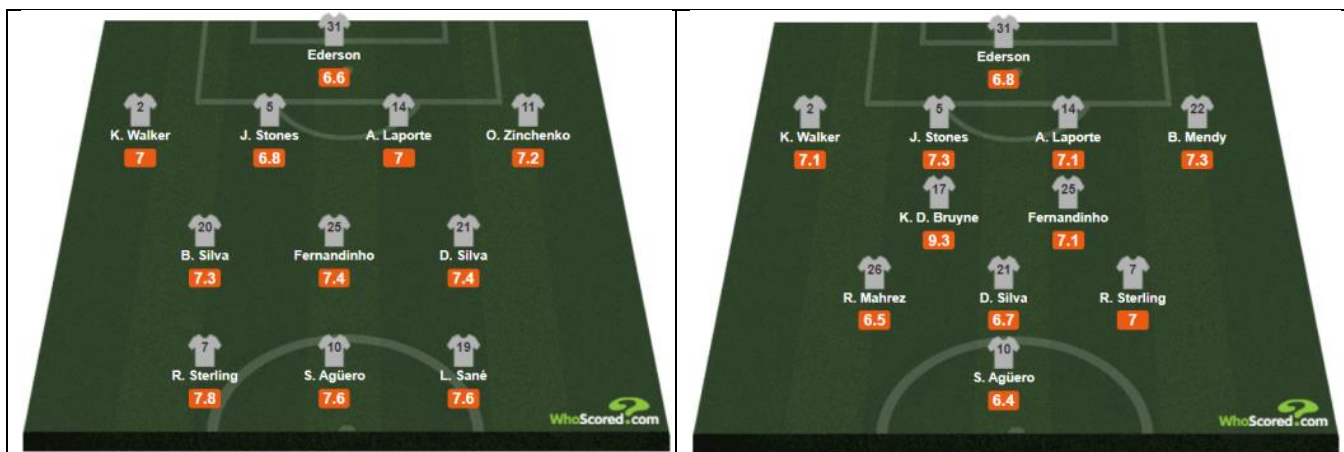 31
Ederson
6.6
2 5 14 11
K. Walker J. Stones A. Laporte O. Zinchenko
7 6.8 7 7.2
20 25 21
B. Silva Fernandinho D. Silva
7.3 7.4 7.4
7 10 19
R. Sterling S. Agüero L. Sané
7.8 7.6 7.6
WhoScored.com
31
Ederson
6.8
2 5 14 22
K. Walker J. Stones A. Laporte B. Mendy
7.1 7.3 7.1 7.3
17 25
K. D. Bruyne Fernandinho
9.3 7.1
26 21 7
R. Mahrez D. Silva R. Sterling
6.5 6.7 7
10
S. Agüero
6.4
WhoScored.com